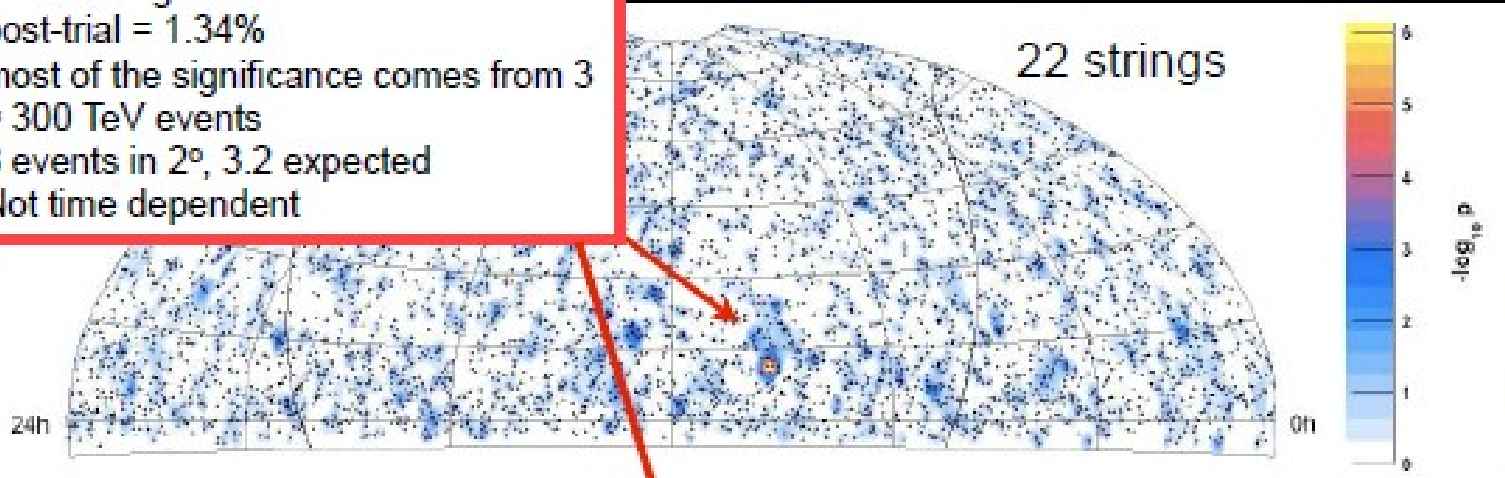 post-trial = 1.34%
most of the significance comes from 3
300 TeV events
events in 2º, 3.2 expected
Not time dependent
22 strings
6
5
4
3
2
1
0
-log₁₀ p
24h
0h